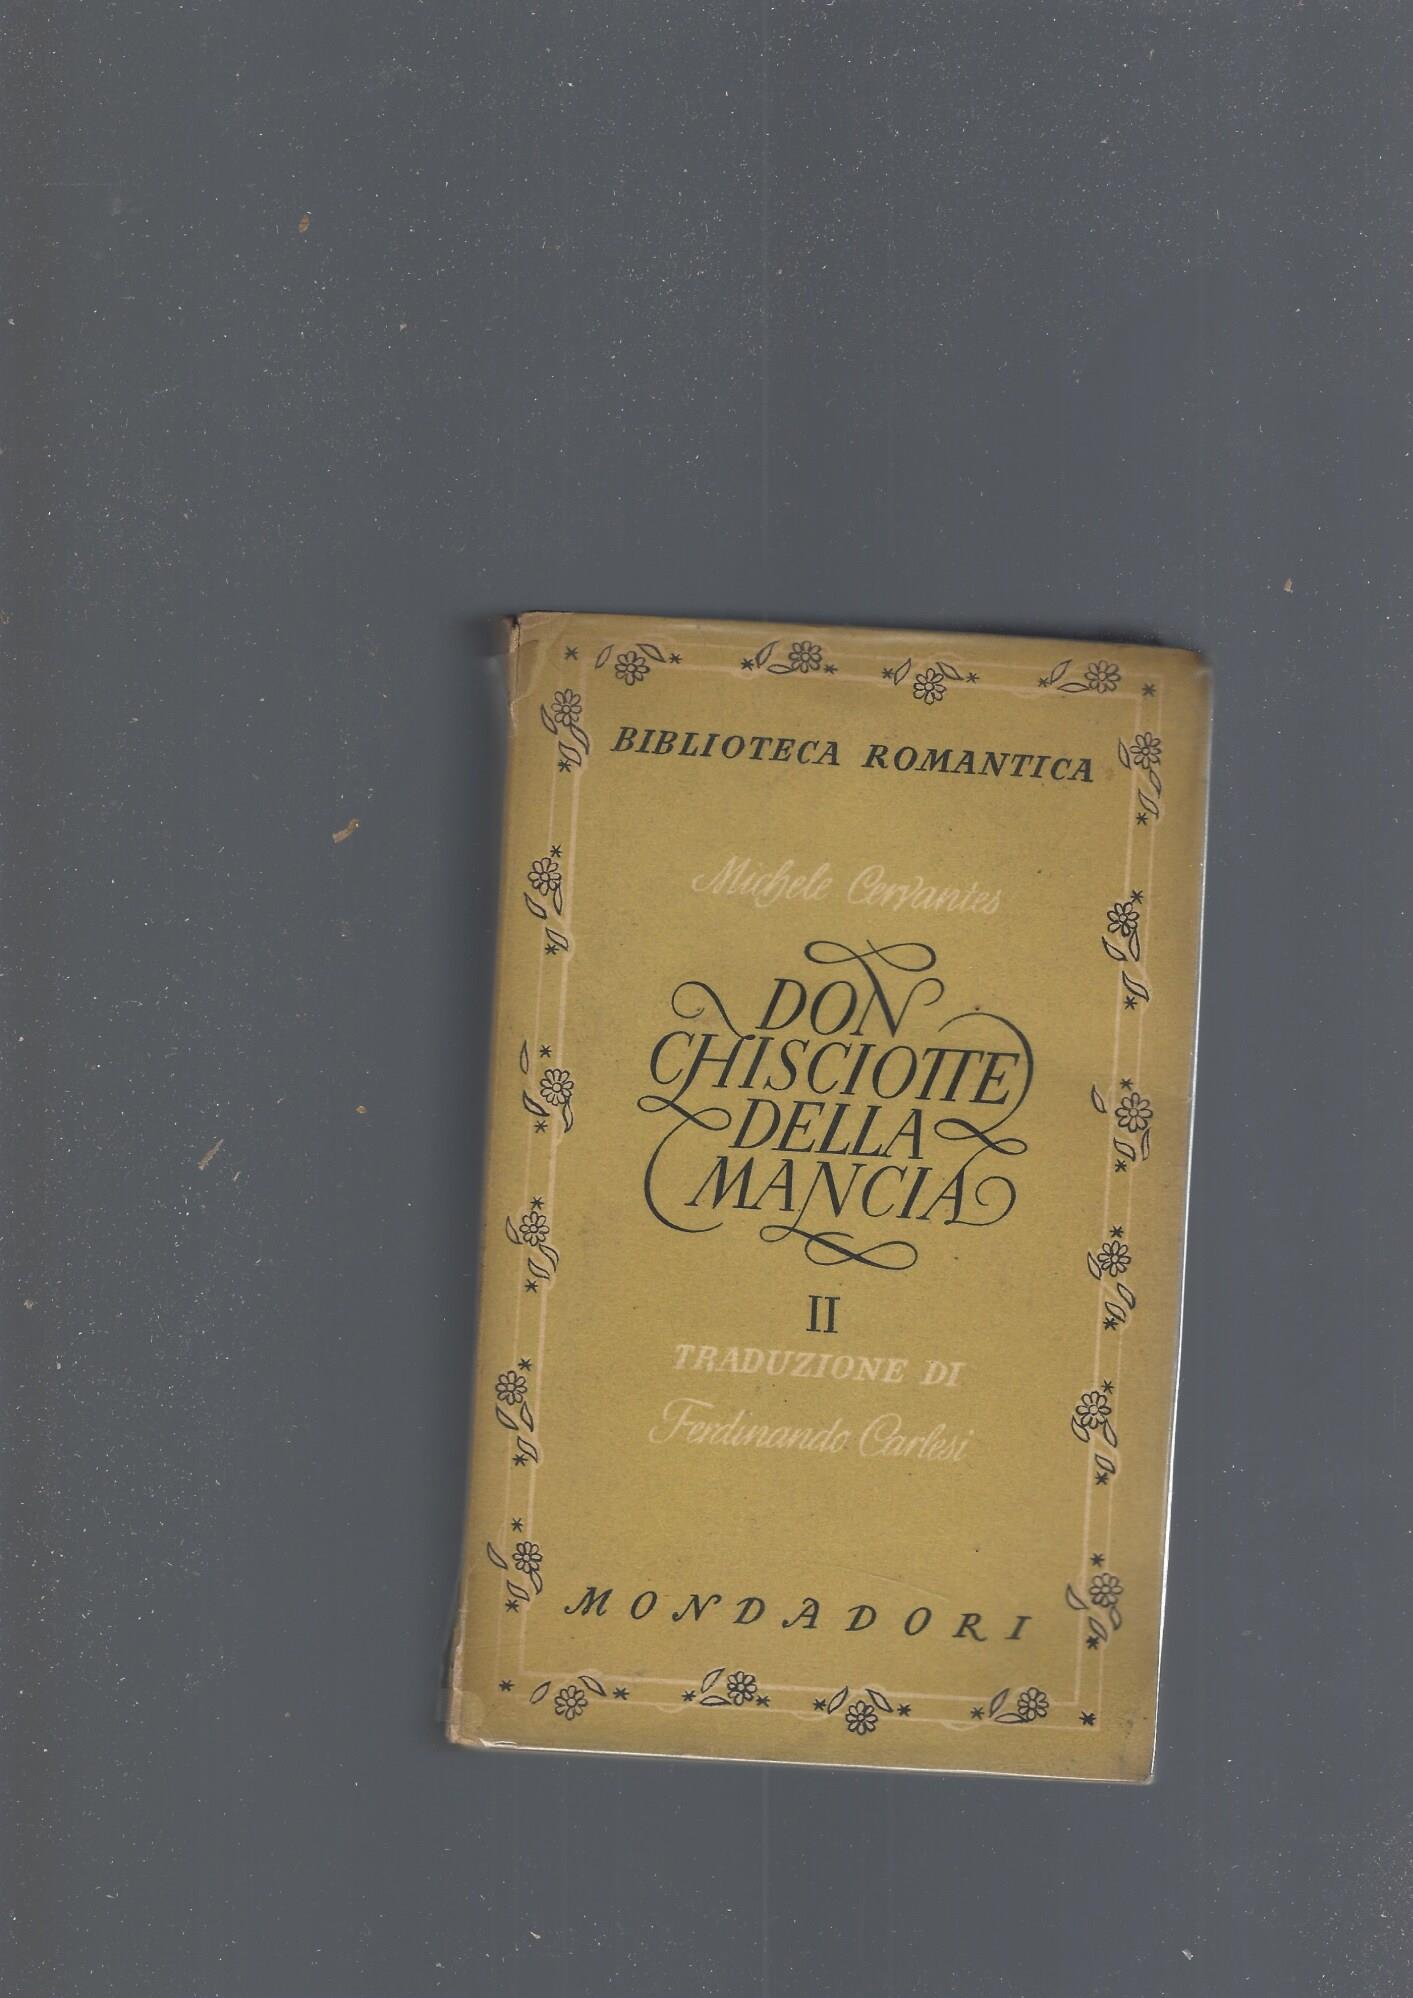 BIBLIOTECA ROMANTICA
Michele Cervantes
DON
CHISCIOTTE
DELLA
MANCIA
II
TRADUZIONE DI
Ferdinando Carlesi
MONDADORI